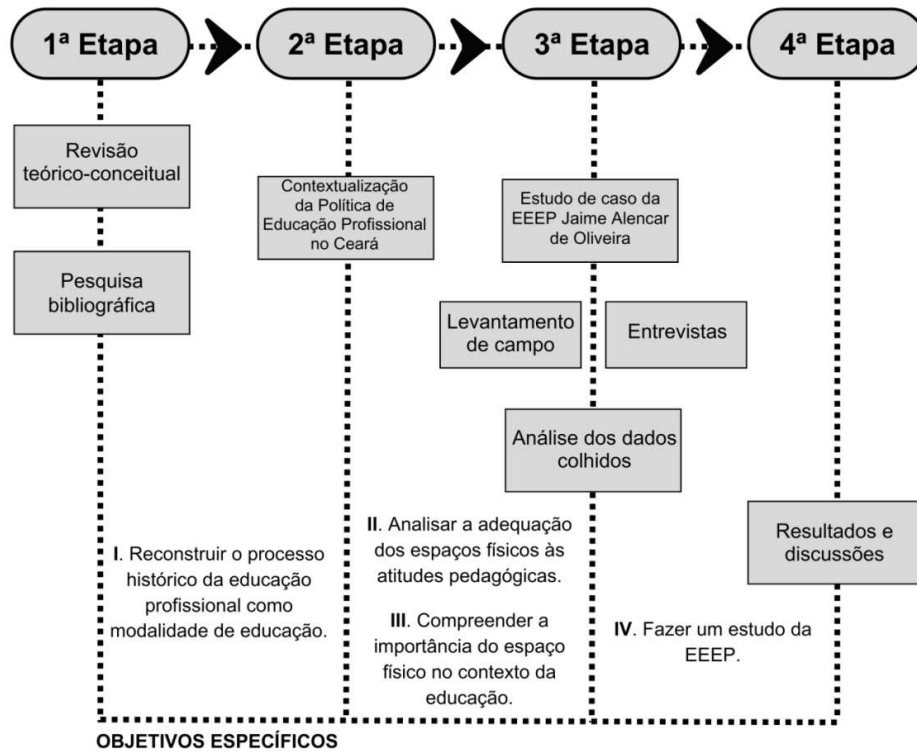 1ª Etapa
2ª Etapa
3ª Etapa
4ª Etapa
Revisão
teórico-conceitual
Pesquisa
bibliográfica
Contextualização
da Política de
Educação Profissional
no Ceará
Estudo de caso da
EEEP Jaime Alencar
de Oliveira
Levantamento
de campo
Entrevistas
Análise dos dados
colhidos
Resultados e
discussões
I. Reconstruir o processo
histórico da educação
profissional como
modalidade de educação.
II. Analisar a adequação
dos espaços físicos às
atitudes pedagógicas.
III. Compreender a
importância do espaço
físico no contexto da
educação.
IV. Fazer um estudo da
EEEP.
OBJETIVOS ESPECÍFICOS